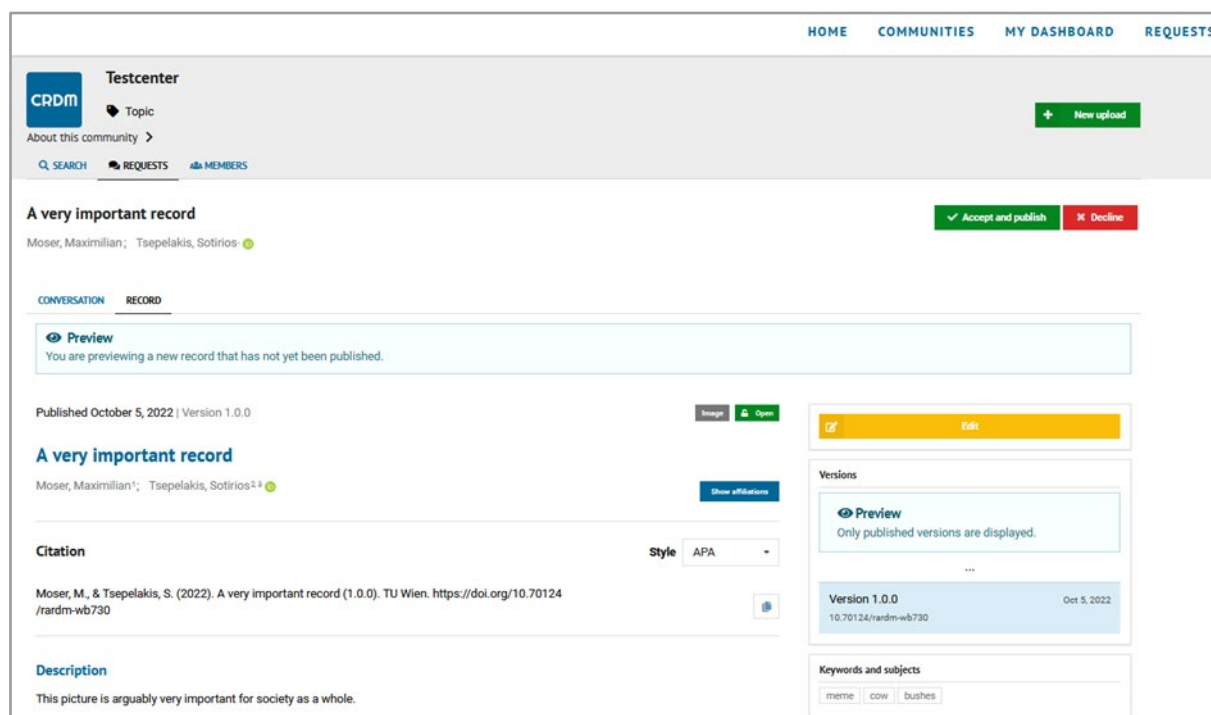 HOME COMMUNITIES MY DASHBOARD REQUESTS
CRDM
Testcenter
Topic
New upload
About this community
SEARCH REQUESTS MEMBERS
A very important record
Accept and publish Decline
Moser, Maximilian; Tsepelakis, Sotirios
CONVERSATION RECORD
Preview
You are previewing a new record that has not yet been published.
Published October 5, 2022 | Version 1.0.0
Image Open
A very important record
Moser, Maximilian¹; Tsepelakis, Sotirios²˒³
Show affiliations
Citation
Style APA
Moser, M., & Tsepelakis, S. (2022). A very important record (1.0.0). TU Wien. https://doi.org/10.70124
/rardm-wb730
Description
This picture is arguably very important for society as a whole.
Edit
Versions
Preview
Only published versions are displayed.
...
Version 1.0.0 Oct 5, 2022
10.70124/rardm-wb730
Keywords and subjects
meme cow bushes